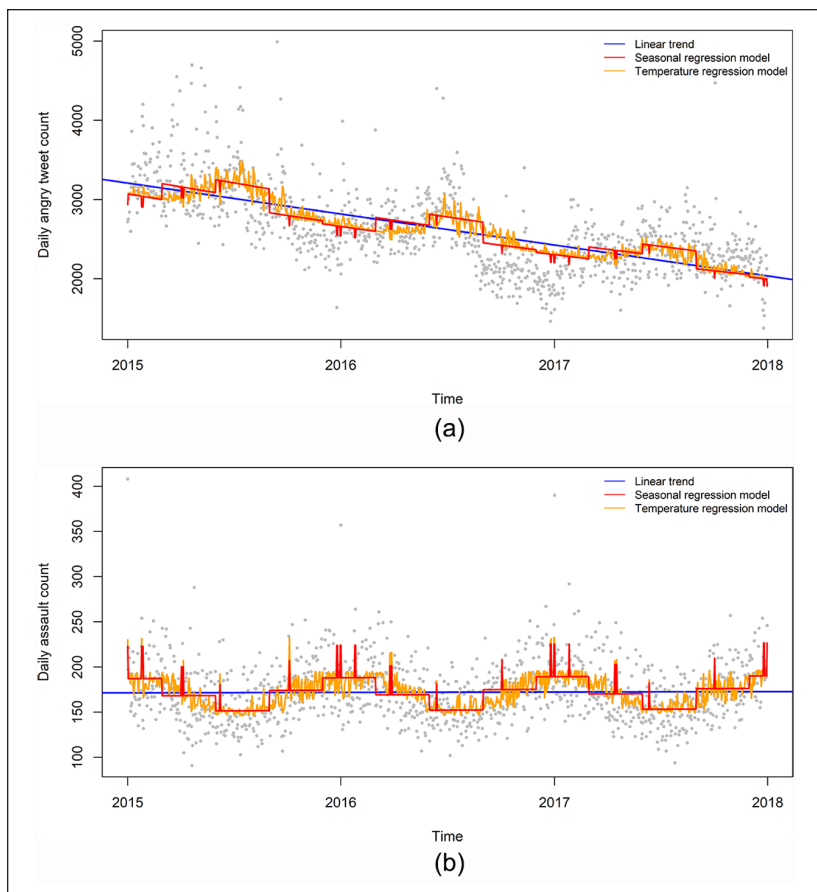 Daily angry tweet count
5000
4000
3000
2000
Linear trend
Seasonal regression model
Temperature regression model
2015
2016
2017
2018
Time
(a)
Daily assault count
400
350
300
250
200
150
100
Linear trend
Seasonal regression model
Temperature regression model
2015
2016
2017
2018
Time
(b)